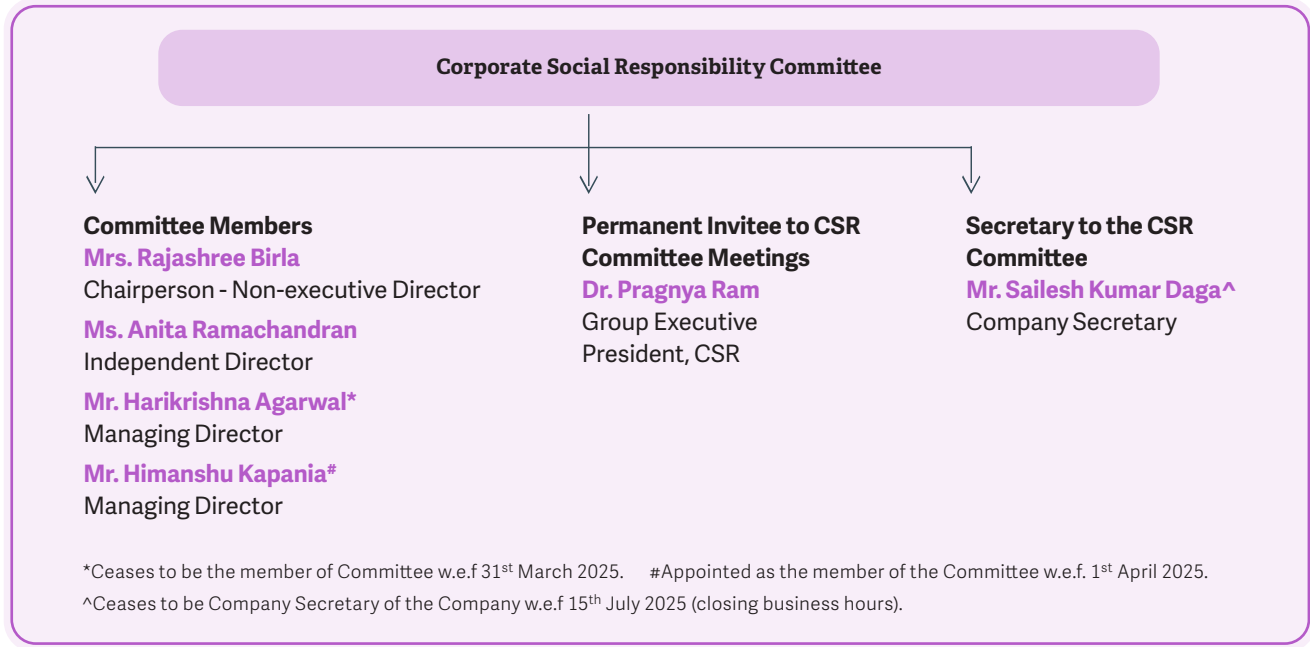 Corporate Social Responsibility Committee
Committee Members
Mrs. Rajashree Birla
Chairperson - Non-executive Director
Ms. Anita Ramachandran
Independent Director
Mr. Harikrishna Agarwal*
Managing Director
Mr. Himanshu Kapania#
Managing Director
Permanent Invitee to CSR
Committee Meetings
Dr. Pragnya Ram
Group Executive
President, CSR
Secretary to the CSR
Committee
Mr. Sailesh Kumar Daga^
Company Secretary
*Ceases to be the member of Committee w.e.f 31st March 2025. #Appointed as the member of the Committee w.e.f. 1st April 2025.
^Ceases to be Company Secretary of the Company w.e.f 15th July 2025 (closing business hours).